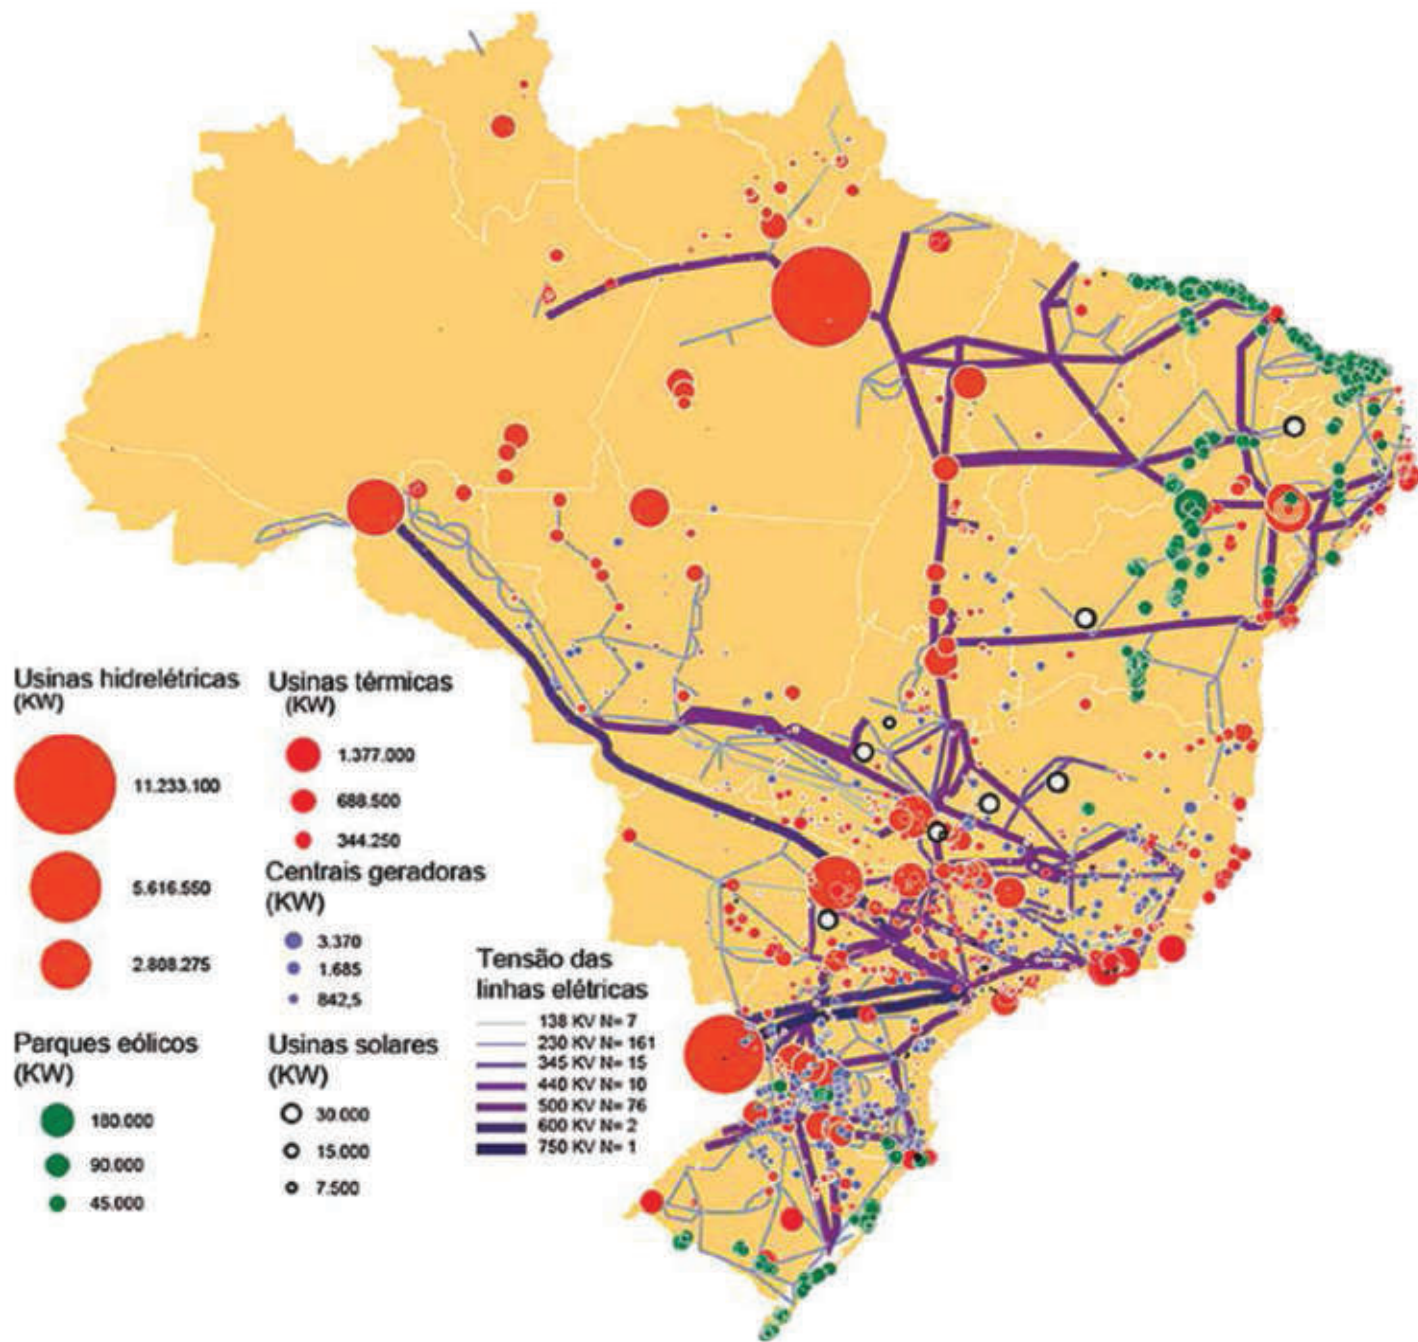 Usinas hidrelétricas
(KW)
11.233.100
5.616.550
2.808.275
Usinas térmicas
(KW)
1.377.000
688.500
344.250
Centrais geradoras
(KW)
3.370
1.685
842,5
Parques eólicos
(KW)
180.000
90.000
45.000
Usinas solares
(KW)
30.000
15.000
7.500
Tensão das
linhas elétricas
138 KV N= 7
230 KV N= 161
345 KV N= 15
440 KV N= 10
500 KV N= 76
600 KV N= 2
750 KV N= 1